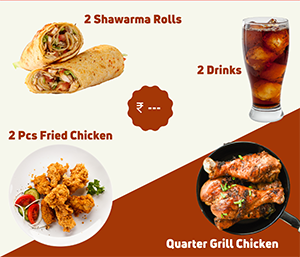 2 Shawarma Rolls
2 Drinks
₹ ---
2 Pcs Fried Chicken
Quarter Grill Chicken